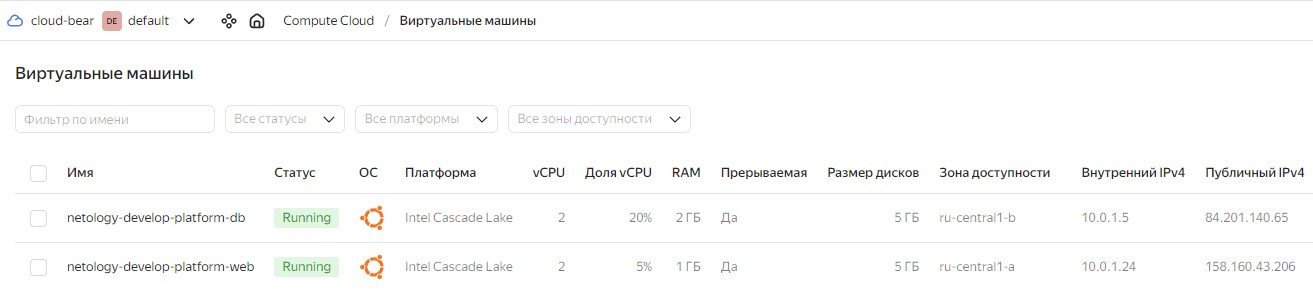 cloud-bear DE default Compute Cloud / Виртуальные машины
Виртуальные машины
Фильтр по имени Все статусы Все платформы Все зоны доступности
Имя Статус ОС Платформа vCPU Доля vCPU RAM Прерываемая Размер дисков Зона доступности Внутренний IPv4 Публичный IPv4
netology-develop-platform-db Running Intel Cascade Lake 2 20% 2 ГБ Да 5 ГБ ru-central1-b 10.0.1.5 84.201.140.65
netology-develop-platform-web Running Intel Cascade Lake 2 5% 1 ГБ Да 5 ГБ ru-central1-a 10.0.1.24 158.160.43.206